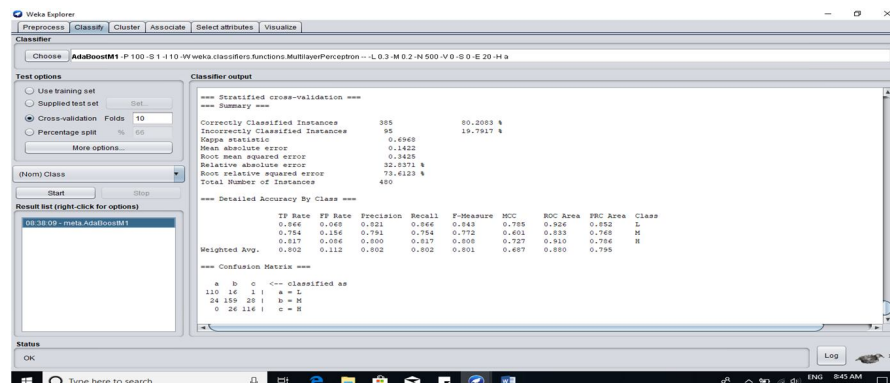 Weka Explorer
Preprocess Classify Cluster Associate Select attributes Visualize
Classifier
Choose AdaBoostM1 -P 100 -S 1 -I 10 -W weka.classifiers.functions.MultilayerPerceptron -- -L 0.3 -M 0.2 -N 500 -V 0 -S 0 -E 20 -H a
Test options
Use training set
Supplied test set Set...
Cross-validation Folds 10
Percentage split % 66
More options...
(Nom) Class
Start Stop
Result list (right-click for options)
08:38:09 - meta.AdaBoostM1
Classifier output
=== Stratified cross-validation ===
=== Summary ===
Correctly Classified Instances 385 80.2083 %
Incorrectly Classified Instances 95 19.7917 %
Kappa statistic 0.6968
Mean absolute error 0.1422
Root mean squared error 0.3425
Relative absolute error 32.8371 %
Root relative squared error 73.6123 %
Total Number of Instances 480
=== Detailed Accuracy By Class ===
TP Rate FP Rate Precision Recall F-Measure MCC ROC Area PRC Area Class
0.866 0.068 0.821 0.866 0.843 0.785 0.926 0.852 L
0.754 0.156 0.791 0.754 0.772 0.601 0.833 0.768 M
0.817 0.086 0.800 0.817 0.808 0.727 0.910 0.786 H
Weighted Avg. 0.802 0.112 0.802 0.802 0.801 0.687 0.880 0.795
=== Confusion Matrix ===
a b c <-- classified as
110 16 1 | a = L
24 159 28 | b = M
0 26 116 | c = H
Status
OK
Log
Type here to search
ENG 8:45 AM